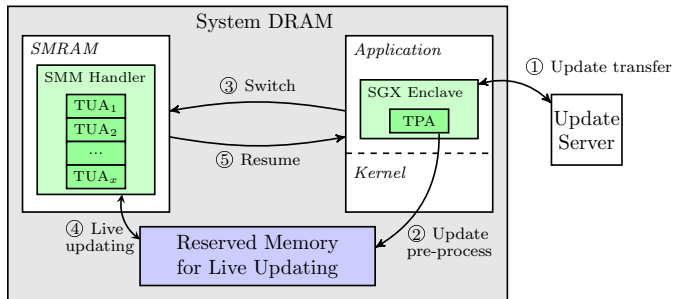 System DRAM
SMRAM
SMM Handler
TUA₁
TUA₂
...
TUAₓ
③ Switch
⑤ Resume
Application
SGX Enclave
TPA
Kernel
① Update transfer
Update
Server
④ Live
updating
Reserved Memory
for Live Updating
② Update
pre-process